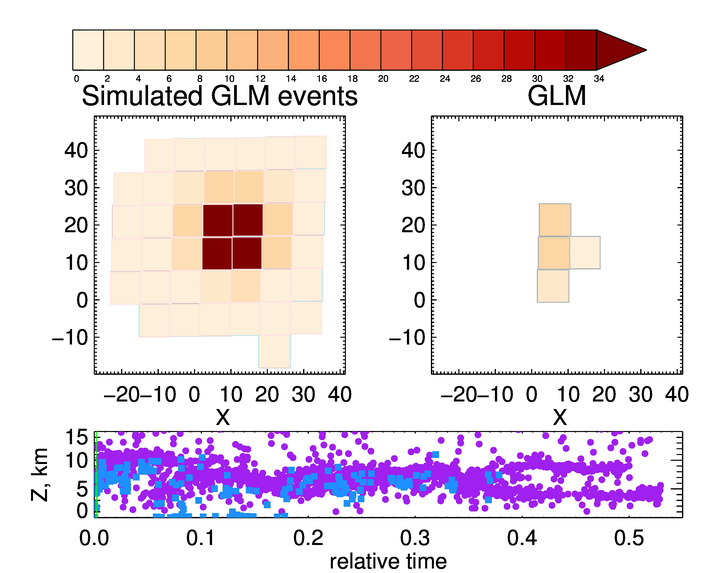 0 2 4 6 8 10 12 14 16 18 20 22 24 26 28 30 32 34
Simulated GLM events GLM
40 40
30 30
20 20
10 10
0 0
−10 −10
−20 −10 0 10 20 30 40 −20 −10 0 10 20 30 40
X X
15
10
5
0
Z, km
0.0 0.1 0.2 0.3 0.4 0.5
relative time